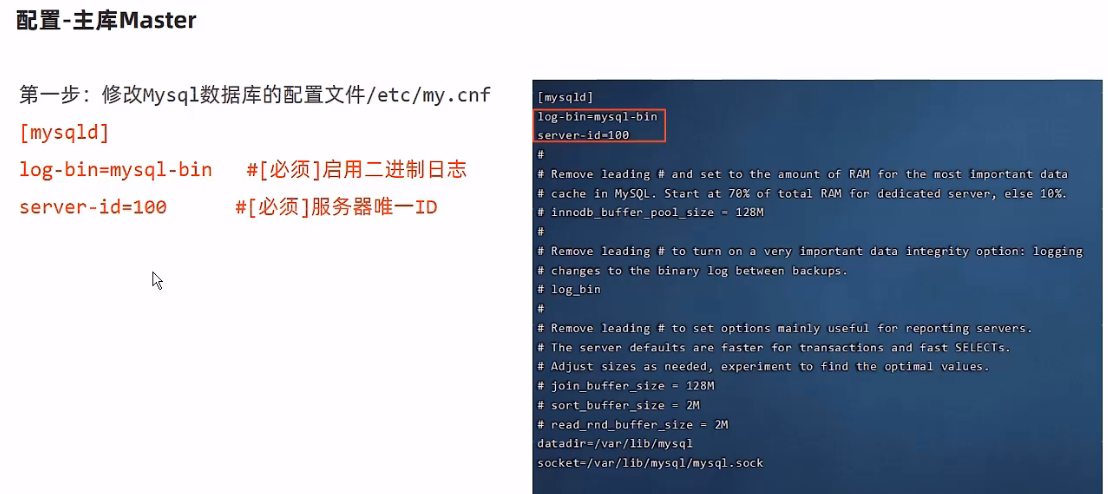 配置-主库Master
第一步：修改Mysql数据库的配置文件/etc/my.cnf
[mysqld]
log-bin=mysql-bin #[必须]启用二进制日志
server-id=100 #[必须]服务器唯一ID
[mysqld]
log-bin=mysql-bin
server-id=100
#
# Remove leading # and set to the amount of RAM for the most important data
# cache in MySQL. Start at 70% of total RAM for dedicated server, else 10%.
# innodb_buffer_pool_size = 128M
#
# Remove leading # to turn on a very important data integrity option: logging
# changes to the binary log between backups.
# log_bin
#
# Remove leading # to set options mainly useful for reporting servers.
# The server defaults are faster for transactions and fast SELECTs.
# Adjust sizes as needed, experiment to find the optimal values.
# join_buffer_size = 128M
# sort_buffer_size = 2M
# read_rnd_buffer_size = 2M
datadir=/var/lib/mysql
socket=/var/lib/mysql/mysql.sock